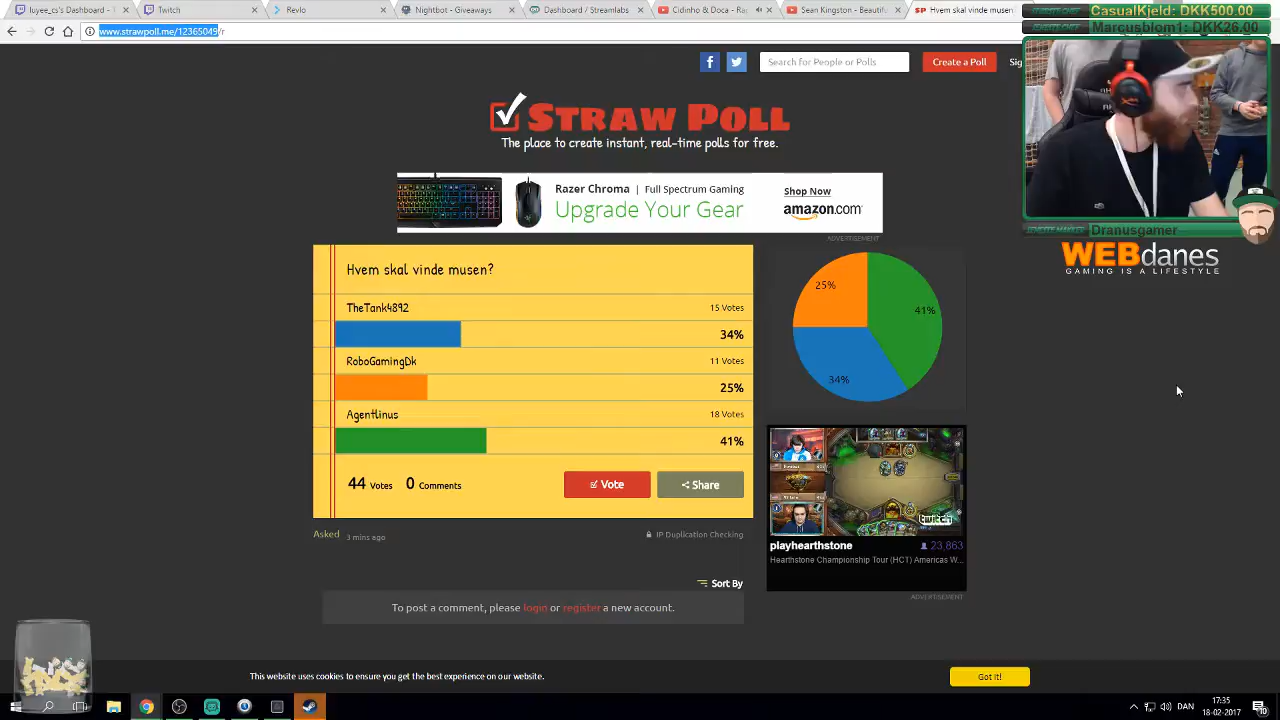 luyee_cs's Dashboard - T
Twitch
Revlo
Nightbot - Giveaways
Dashboard / Streamlabs
Cidinho & Doca - Rap
Sean Kingston - Beautif
Hvem skal vinde musen?
www.strawpoll.me/12365049/r
CasualKjeld: DKK500.00
Marcusblom1: DKK26.00
Search for People or Polls
Create a Poll
Sig
STRAW POLL
The place to create instant, real-time polls for free.
Razer Chroma | Full Spectrum Gaming
Upgrade Your Gear
Shop Now
amazon.com
ADVERTISEMENT
Dranusgamer
WEBdanes
GAMING IS A LIFESTYLE
Hvem skal vinde musen?
TheTank4892 15 Votes
34%
RoboGamingDk 11 Votes
25%
Agentlinus 18 Votes
41%
44 Votes 0 Comments
Vote
Share
25%
41%
34%
Asked 3 mins ago
IP Duplication Checking
twitch
playhearthstone 23,863
Hearthstone Championship Tour (HCT) Americas W...
ADVERTISEMENT
Sort By
To post a comment, please login or register a new account.
This website uses cookies to ensure you get the best experience on our website.
Got it!
DAN
17:35
18-02-2017